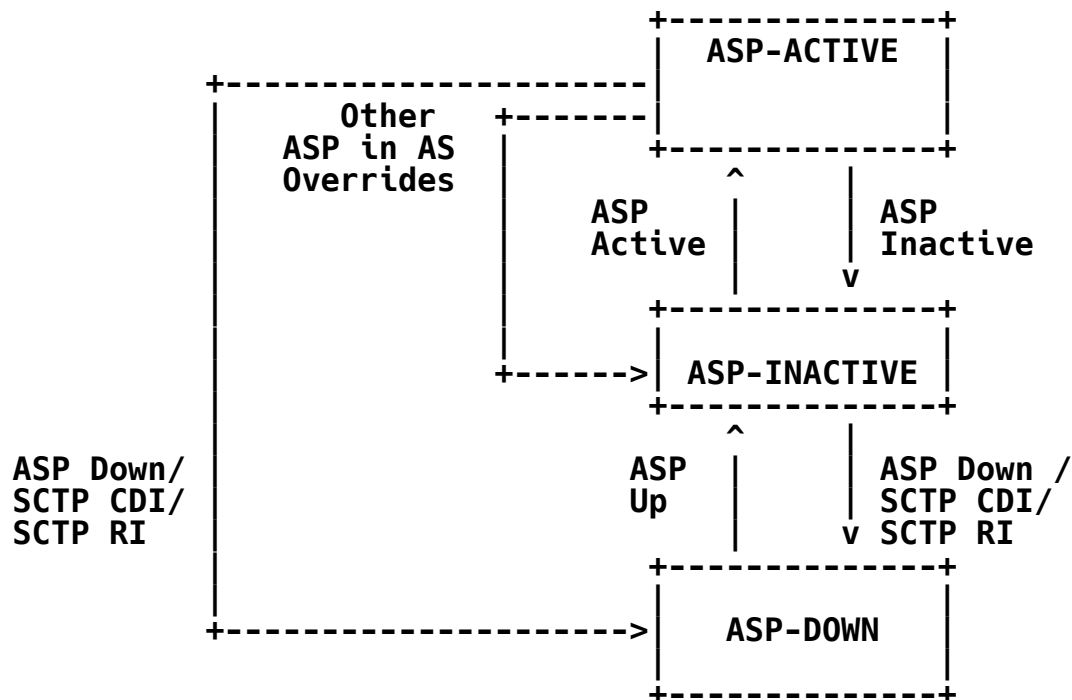 ASP-ACTIVE
Other
ASP in AS
Overrides
ASP
Active
ASP
Inactive
ASP-INACTIVE
ASP Down/
SCTP CDI/
SCTP RI
ASP
Up
ASP Down /
SCTP CDI/
SCTP RI
ASP-DOWN